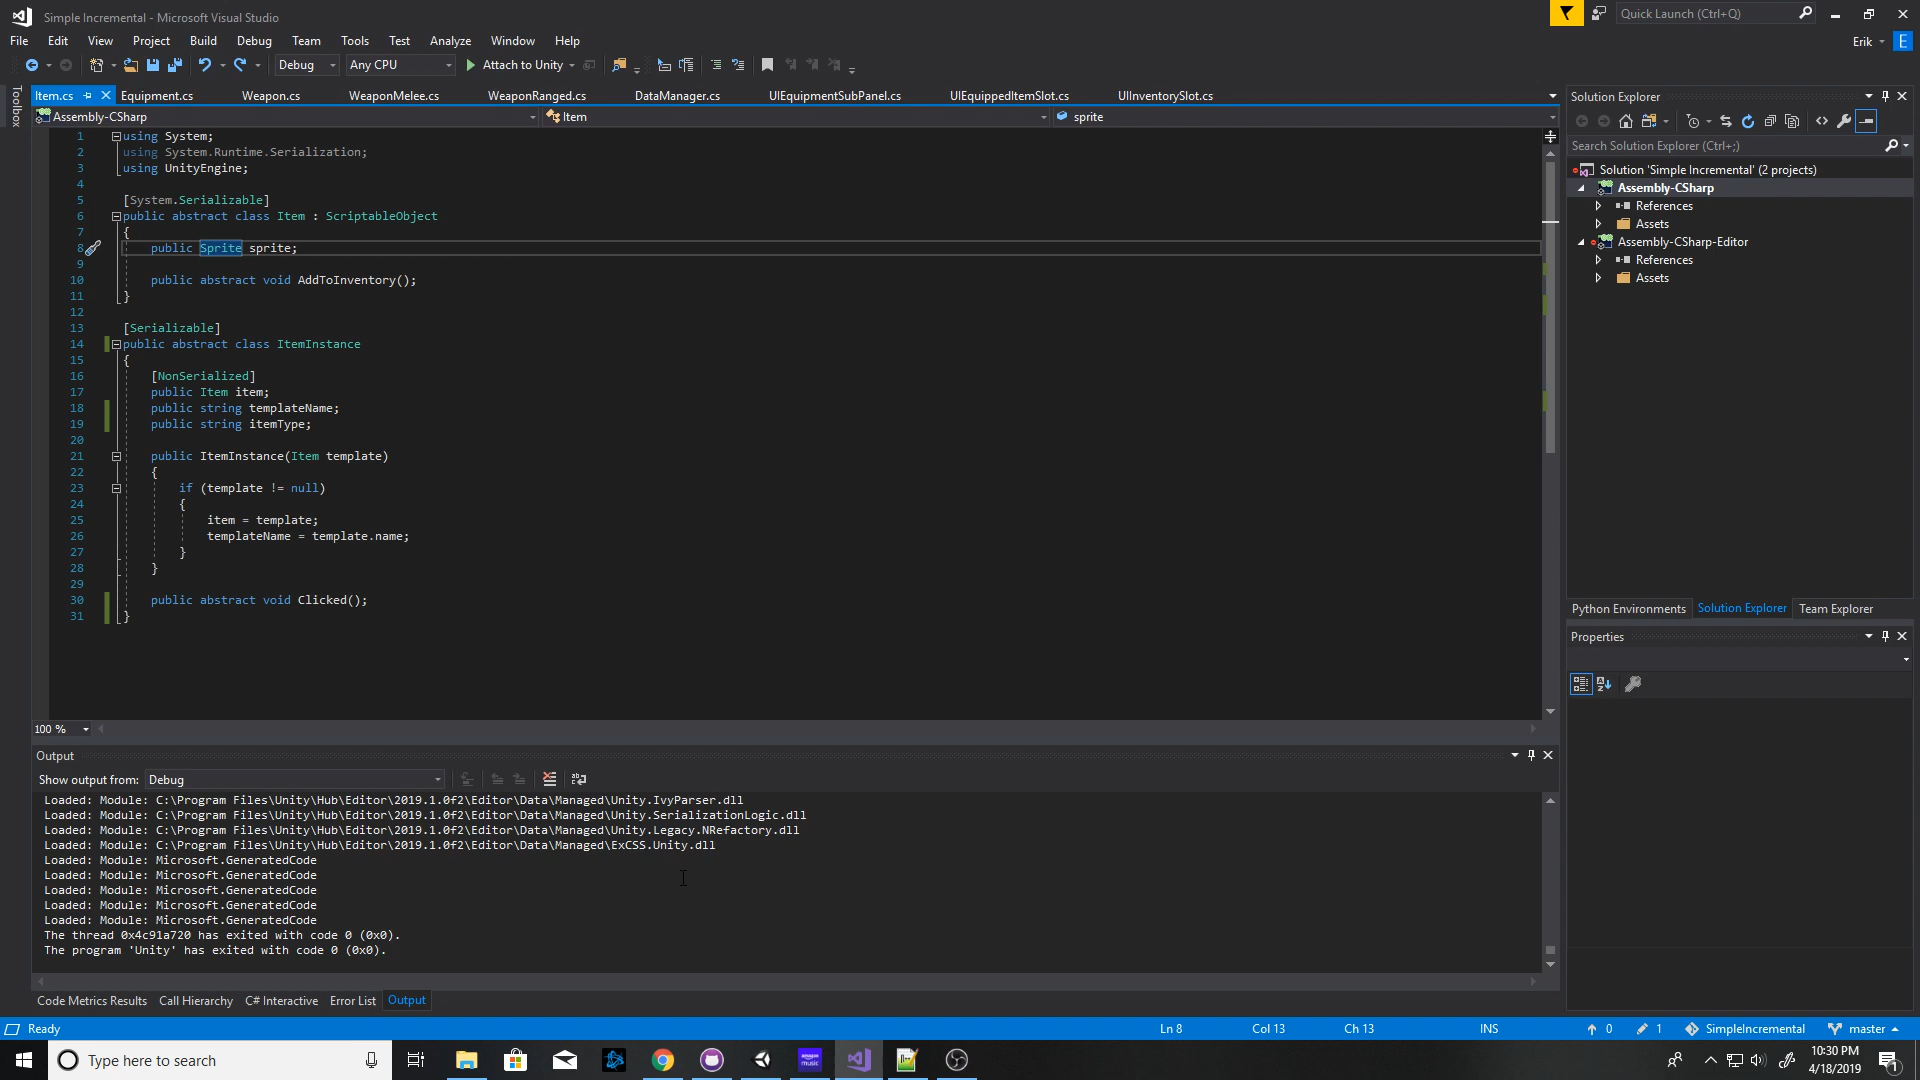 Simple Incremental - Microsoft Visual Studio
Quick Launch (Ctrl+Q)
File Edit View Project Build Debug Team Tools Test Analyze Window Help
Erik E
Debug Any CPU Attach to Unity
Toolbox
Item.cs Equipment.cs Weapon.cs WeaponMelee.cs WeaponRanged.cs DataManager.cs UIEquipmentSubPanel.cs UIEquippedItemSlot.cs UIInventorySlot.cs
Assembly-CSharp Item sprite
1 using System;
2 using System.Runtime.Serialization;
3 using UnityEngine;
4
5 [System.Serializable]
6 public abstract class Item : ScriptableObject
7 {
8 public Sprite sprite;
9
10 public abstract void AddToInventory();
11 }
12
13 [Serializable]
14 public abstract class ItemInstance
15 {
16 [NonSerialized]
17 public Item item;
18 public string templateName;
19 public string itemType;
20
21 public ItemInstance(Item template)
22 {
23 if (template != null)
24 {
25 item = template;
26 templateName = template.name;
27 }
28 }
29
30 public abstract void Clicked();
31 }
100 %
Output
Show output from: Debug
Loaded: Module: C:\Program Files\Unity\Hub\Editor\2019.1.0f2\Editor\Data\Managed\Unity.IvyParser.dll
Loaded: Module: C:\Program Files\Unity\Hub\Editor\2019.1.0f2\Editor\Data\Managed\Unity.SerializationLogic.dll
Loaded: Module: C:\Program Files\Unity\Hub\Editor\2019.1.0f2\Editor\Data\Managed\Unity.Legacy.NRefactory.dll
Loaded: Module: C:\Program Files\Unity\Hub\Editor\2019.1.0f2\Editor\Data\Managed\ExCSS.Unity.dll
Loaded: Module: Microsoft.GeneratedCode
Loaded: Module: Microsoft.GeneratedCode
Loaded: Module: Microsoft.GeneratedCode
Loaded: Module: Microsoft.GeneratedCode
Loaded: Module: Microsoft.GeneratedCode
The thread 0x4c91a720 has exited with code 0 (0x0).
The program 'Unity' has exited with code 0 (0x0).
Code Metrics Results Call Hierarchy C# Interactive Error List Output
Solution Explorer
Search Solution Explorer (Ctrl+;)
Solution 'Simple Incremental' (2 projects)
Assembly-CSharp
References
Assets
Assembly-CSharp-Editor
References
Assets
Python Environments Solution Explorer Team Explorer
Properties
Ready Ln 8 Col 13 Ch 13 INS 0 1 SimpleIncremental master
Type here to search
amazon music
10:30 PM
4/18/2019
1